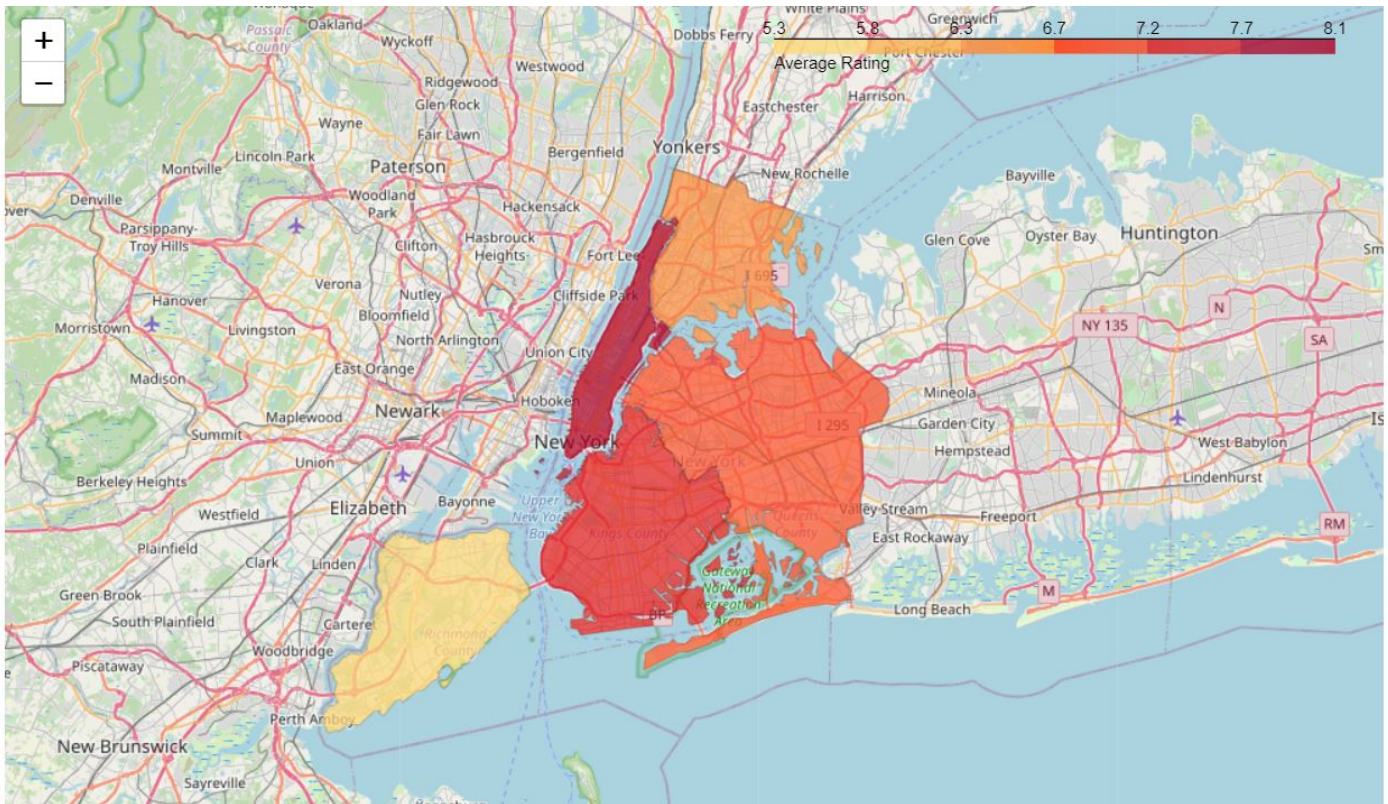 +
−
5.3 5.8 6.3 6.7 7.2 7.7 8.1
Average Rating
Oakland
Wyckoff
Passaic
County
Ridgewood
Glen Rock
Westwood
Wayne
Fair Lawn
Lincoln Park
Bergenfield
Montville
Paterson
Denville
Woodland
Park
Hackensack
Parsippany-
Troy Hills
Clifton
Hasbrouck
Heights
Fort Lee
Verona
Nutley
Cliffside Park
Hanover
Bloomfield
Morristown
Livingston
North Arlington
Union City
East Orange
Madison
Hoboken
Maplewood
Newark
Summit
New York
Union
Berkeley Heights
Elizabeth
Bayonne
Westfield
Upper
New York
Bay
Plainfield
Clark
Linden
Green Brook
South Plainfield
Carteret
Richmond
County
Woodbridge
Piscataway
Perth Amboy
New Brunswick
Sayreville
White Plains
Greenwich
Dobbs Ferry
Port Chester
Eastchester
Harrison
Yonkers
New Rochelle
I 695
Bayville
Glen Cove
Oyster Bay
Huntington
N
NY 135
SA
Mineola
I 295
Garden City
New York
Hempstead
West Babylon
Lindenhurst
Valley Stream
Freeport
Queens
County
Kings County
East Rockaway
RM
Gateway
National
Recreation
Area
M
BP
Long Beach